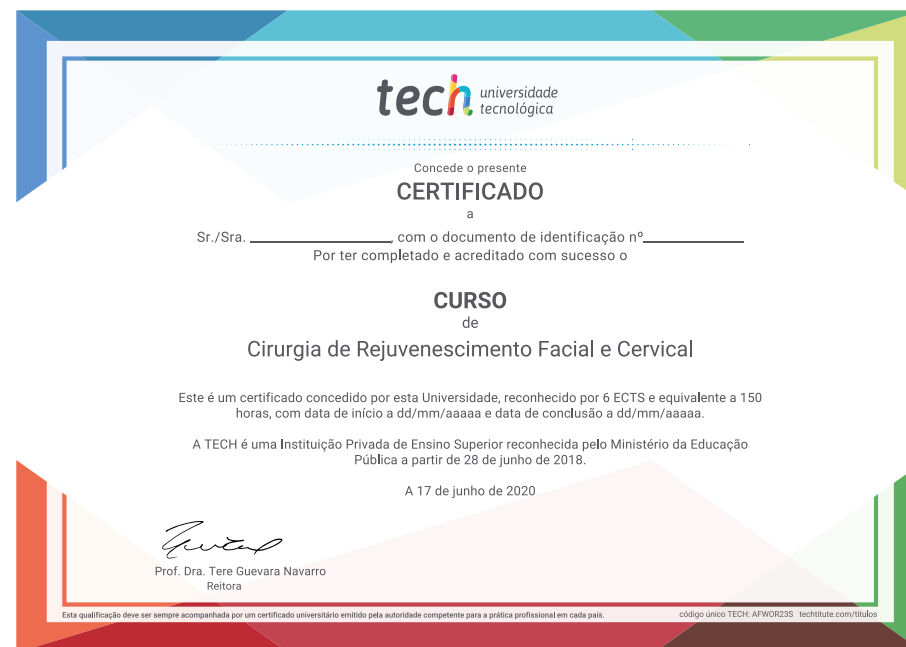 tech universidade
tecnológica
Concede o presente
CERTIFICADO
a
Sr./Sra. , com o documento de identificação nº
Por ter completado e acreditado com sucesso o
CURSO
de
Cirurgia de Rejuvenescimento Facial e Cervical
Este é um certificado concedido por esta Universidade, reconhecido por 6 ECTS e equivalente a 150
horas, com data de início a dd/mm/aaaaa e data de conclusão a dd/mm/aaaaa.
A TECH é uma Instituição Privada de Ensino Superior reconhecida pelo Ministério da Educação
Pública a partir de 28 de junho de 2018.
A 17 de junho de 2020
Prof. Dra. Tere Guevara Navarro
Reitora
Esta qualificação deve ser sempre acompanhada por um certificado universitário emitido pela autoridade competente para a prática profissional em cada país.
código único TECH: AFWOR23S techtitute.com/titulos